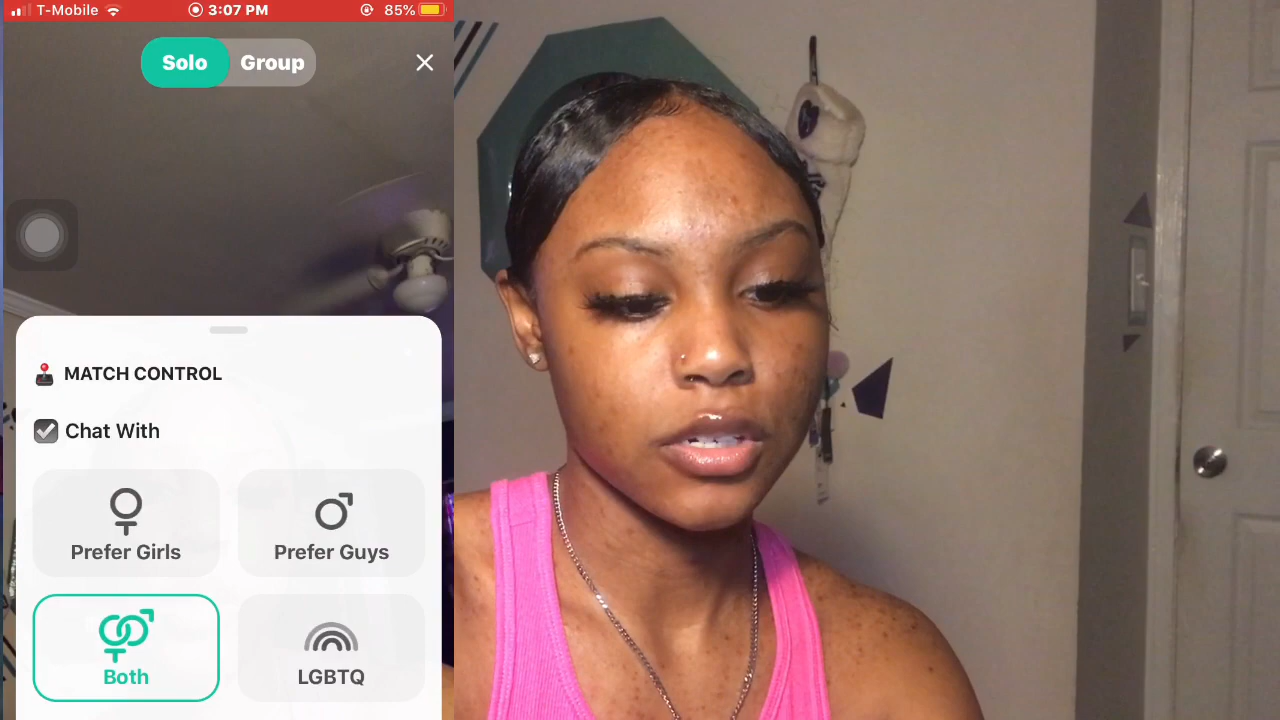 T-Mobile 3:07 PM 85%
Solo Group
MATCH CONTROL
Chat With
Prefer Girls Prefer Guys
Both LGBTQ